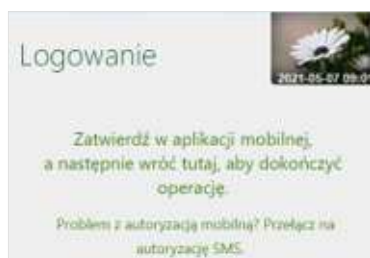 Logowanie
2021-05-07 09:0
Zatwierdź w aplikacji mobilnej,
a następnie wróć tutaj, aby dokończyć
operację.
Problem z autoryzacją mobilną? Przełącz na
autoryzację SMS.